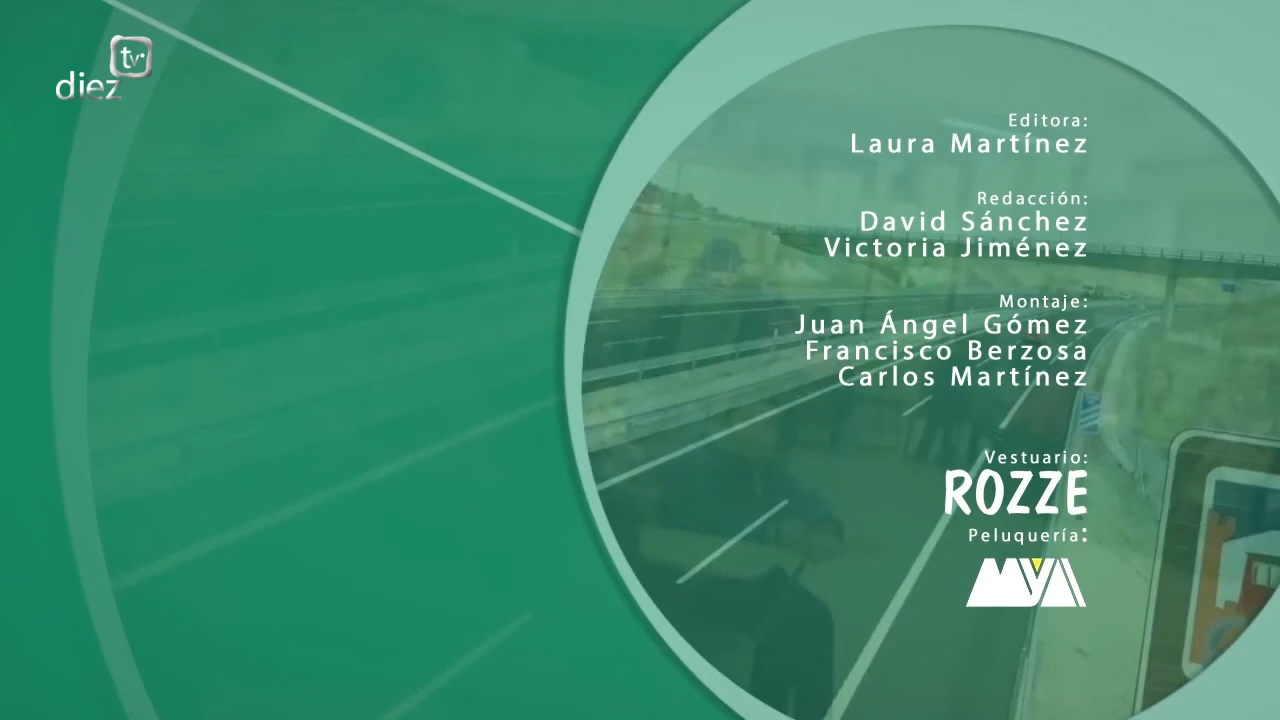 tv
diez
Editora:
Laura Martínez
Redacción:
David Sánchez
Victoria Jiménez
Montaje:
Juan Ángel Gómez
Francisco Berzosa
Carlos Martínez
Vestuario:
ROZZE
Peluquería:
MYA